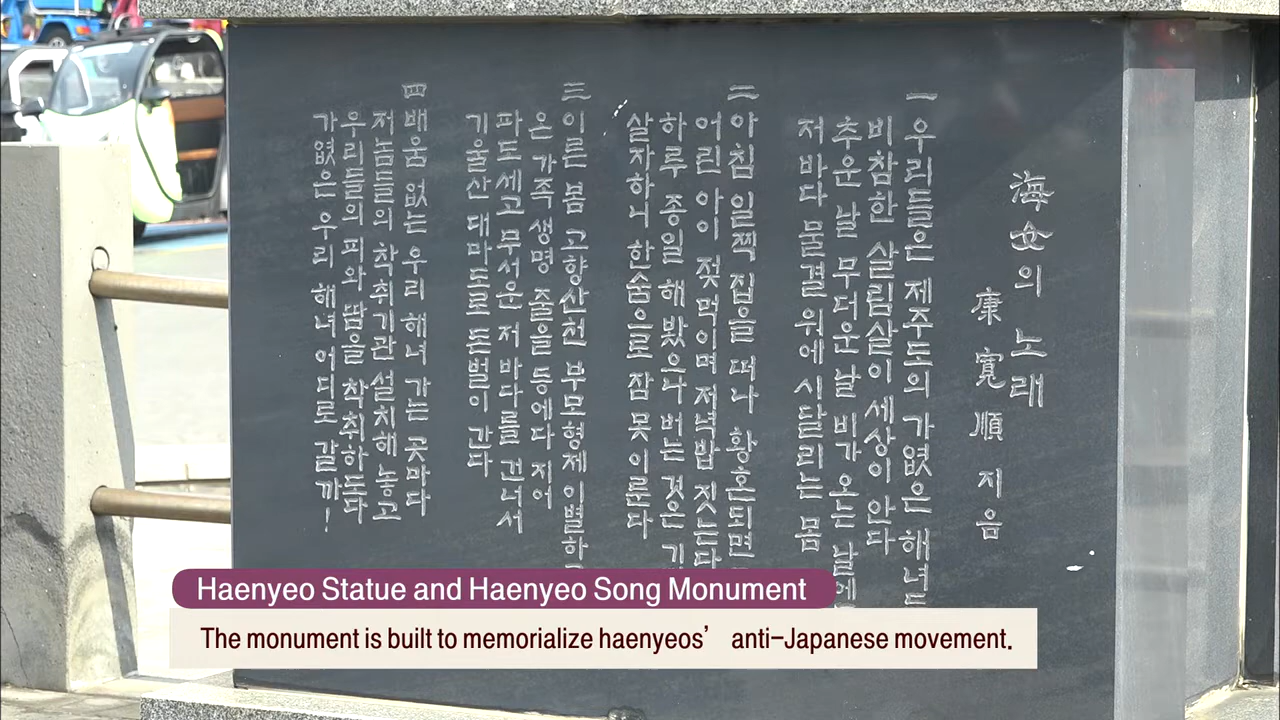 海女의 노래
康寬順 지음
一 우리들은 제주도의 가엾은
비참한 살림살이 세상이 안다
추운 날 무더운 날 비가 오는 날에
저 바다 물결 위에 시달리는 몸
二 아침 일찍 집을 떠나 황혼되면
어린 아이 젖먹이며 저녁밥 짓는다
하루 종일 해 봤으나 버는 것은
살자하니 한숨으로 잠 못 이룬다
三 이른 봄 고향산천 부모형제
온 가족 생명 줄을 등에다 지어
파도 세고 무서운 저 바다를 건너서
기울산 대마도로 돈벌이 간다
四 배움 없는 우리 해녀 가는 곳마다
저놈들의 착취기관 설치해 놓고
우리들의 피와 땀을 착취하도다
가엾은 우리 해녀 어디로 갈까!
Haenyeo Statue and Haenyeo Song Monument
The monument is built to memorialize haenyeos’ anti-Japanese movement.